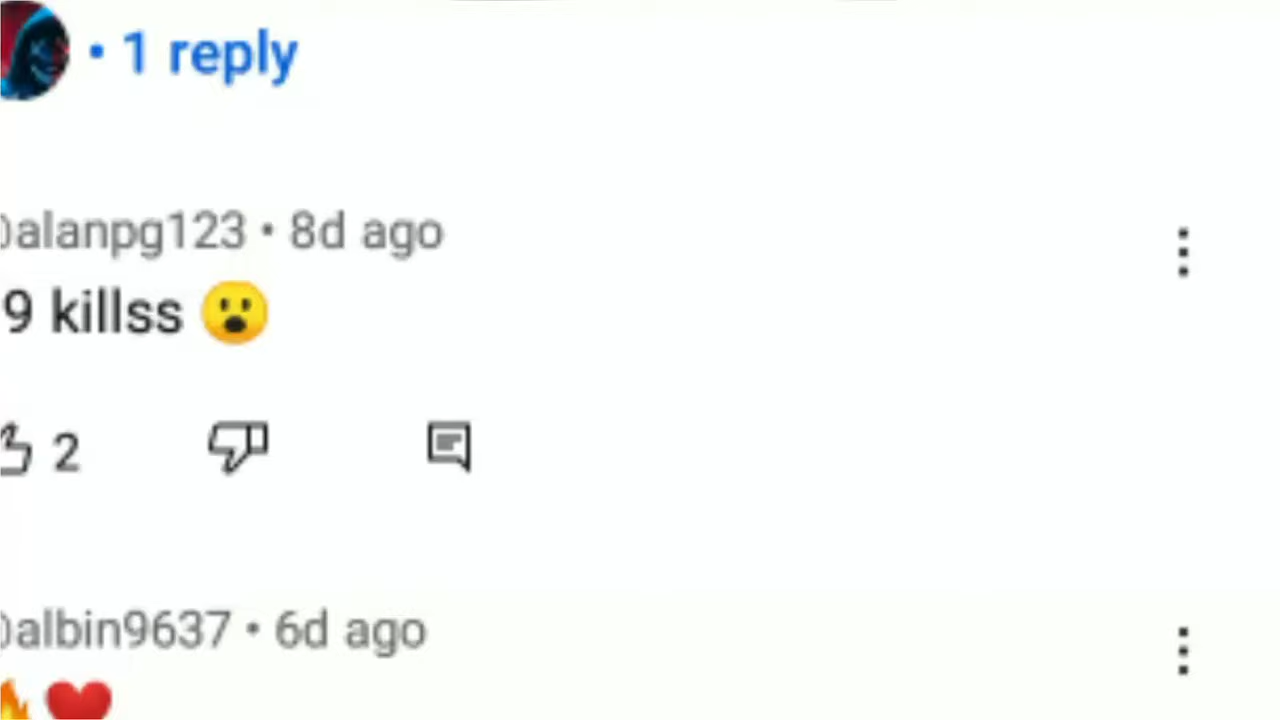 • 1 reply
alanpg123 • 8d ago
9 killss 😮
2
albin9637 • 6d ago
🔥❤️